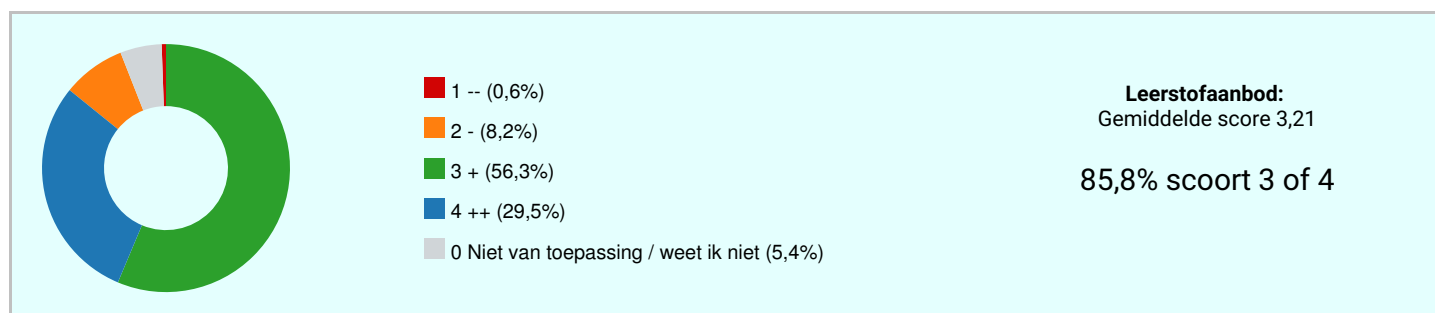 1 -- (0,6%)
2 - (8,2%)
3 + (56,3%)
4 ++ (29,5%)
0 Niet van toepassing / weet ik niet (5,4%)
Leerstofaanbod:
Gemiddelde score 3,21
85,8% scoort 3 of 4